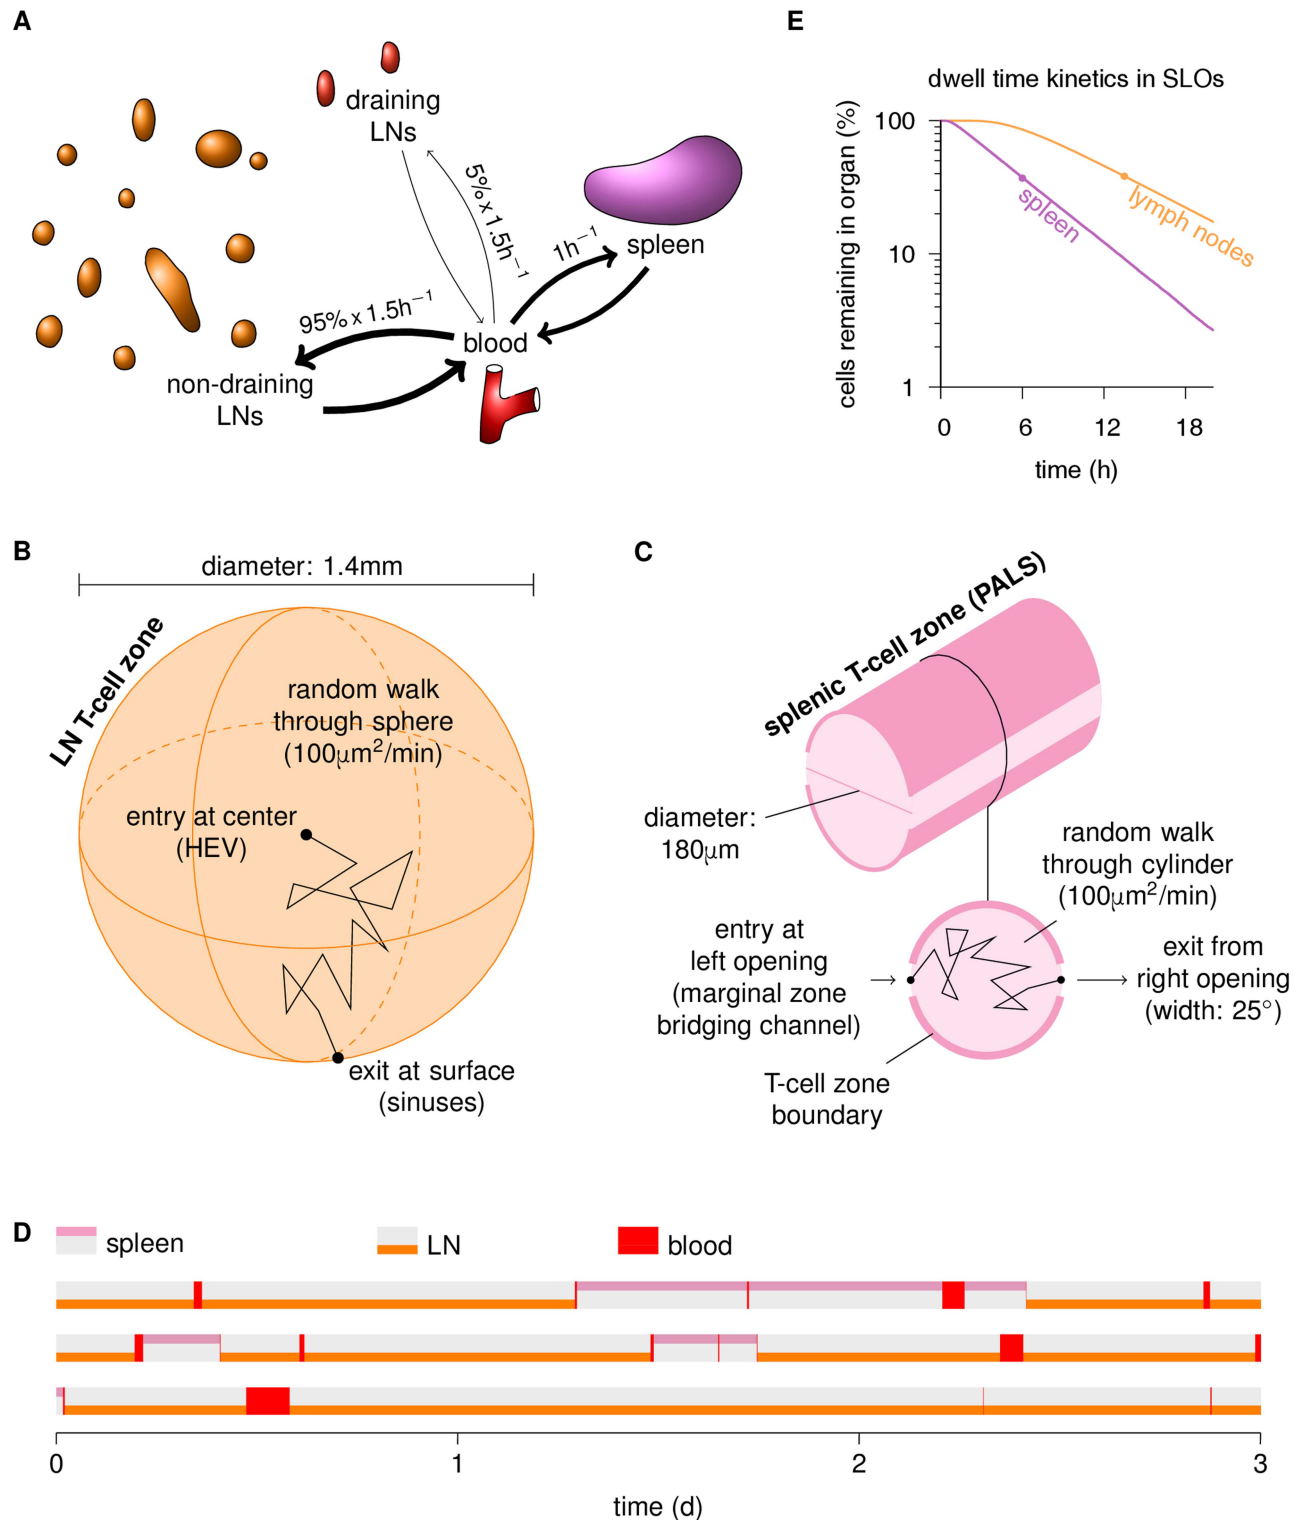 A
draining
LNs
5% x 1.5h⁻¹
1h⁻¹
spleen
95% x 1.5h⁻¹
blood
non-draining
LNs
E
dwell time kinetics in SLOs
cells remaining in organ (%)
100
10
1
spleen
lymph nodes
0 6 12 18
time (h)
B
diameter: 1.4mm
LN T-cell zone
random walk
through sphere
(100µm²/min)
entry at center
(HEV)
exit at surface
(sinuses)
C
splenic T-cell zone (PALS)
diameter:
180µm
random walk
through cylinder
(100µm²/min)
entry at
left opening
(marginal zone
bridging channel)
exit from
right opening
(width: 25°)
T-cell zone
boundary
D
spleen LN blood
0 1 2 3
time (d)